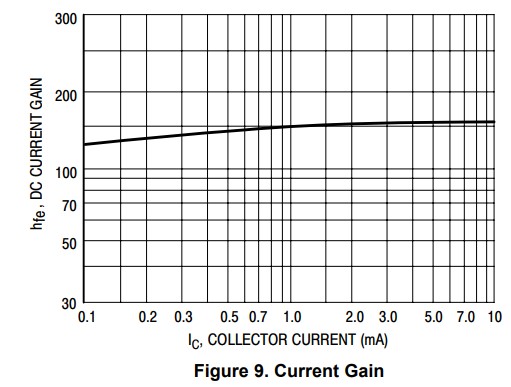 300
200
100
70
50
30
hfe, DC CURRENT GAIN
0.1 0.2 0.3 0.5 0.7 1.0 2.0 3.0 5.0 7.0 10
IC, COLLECTOR CURRENT (mA)
Figure 9. Current Gain